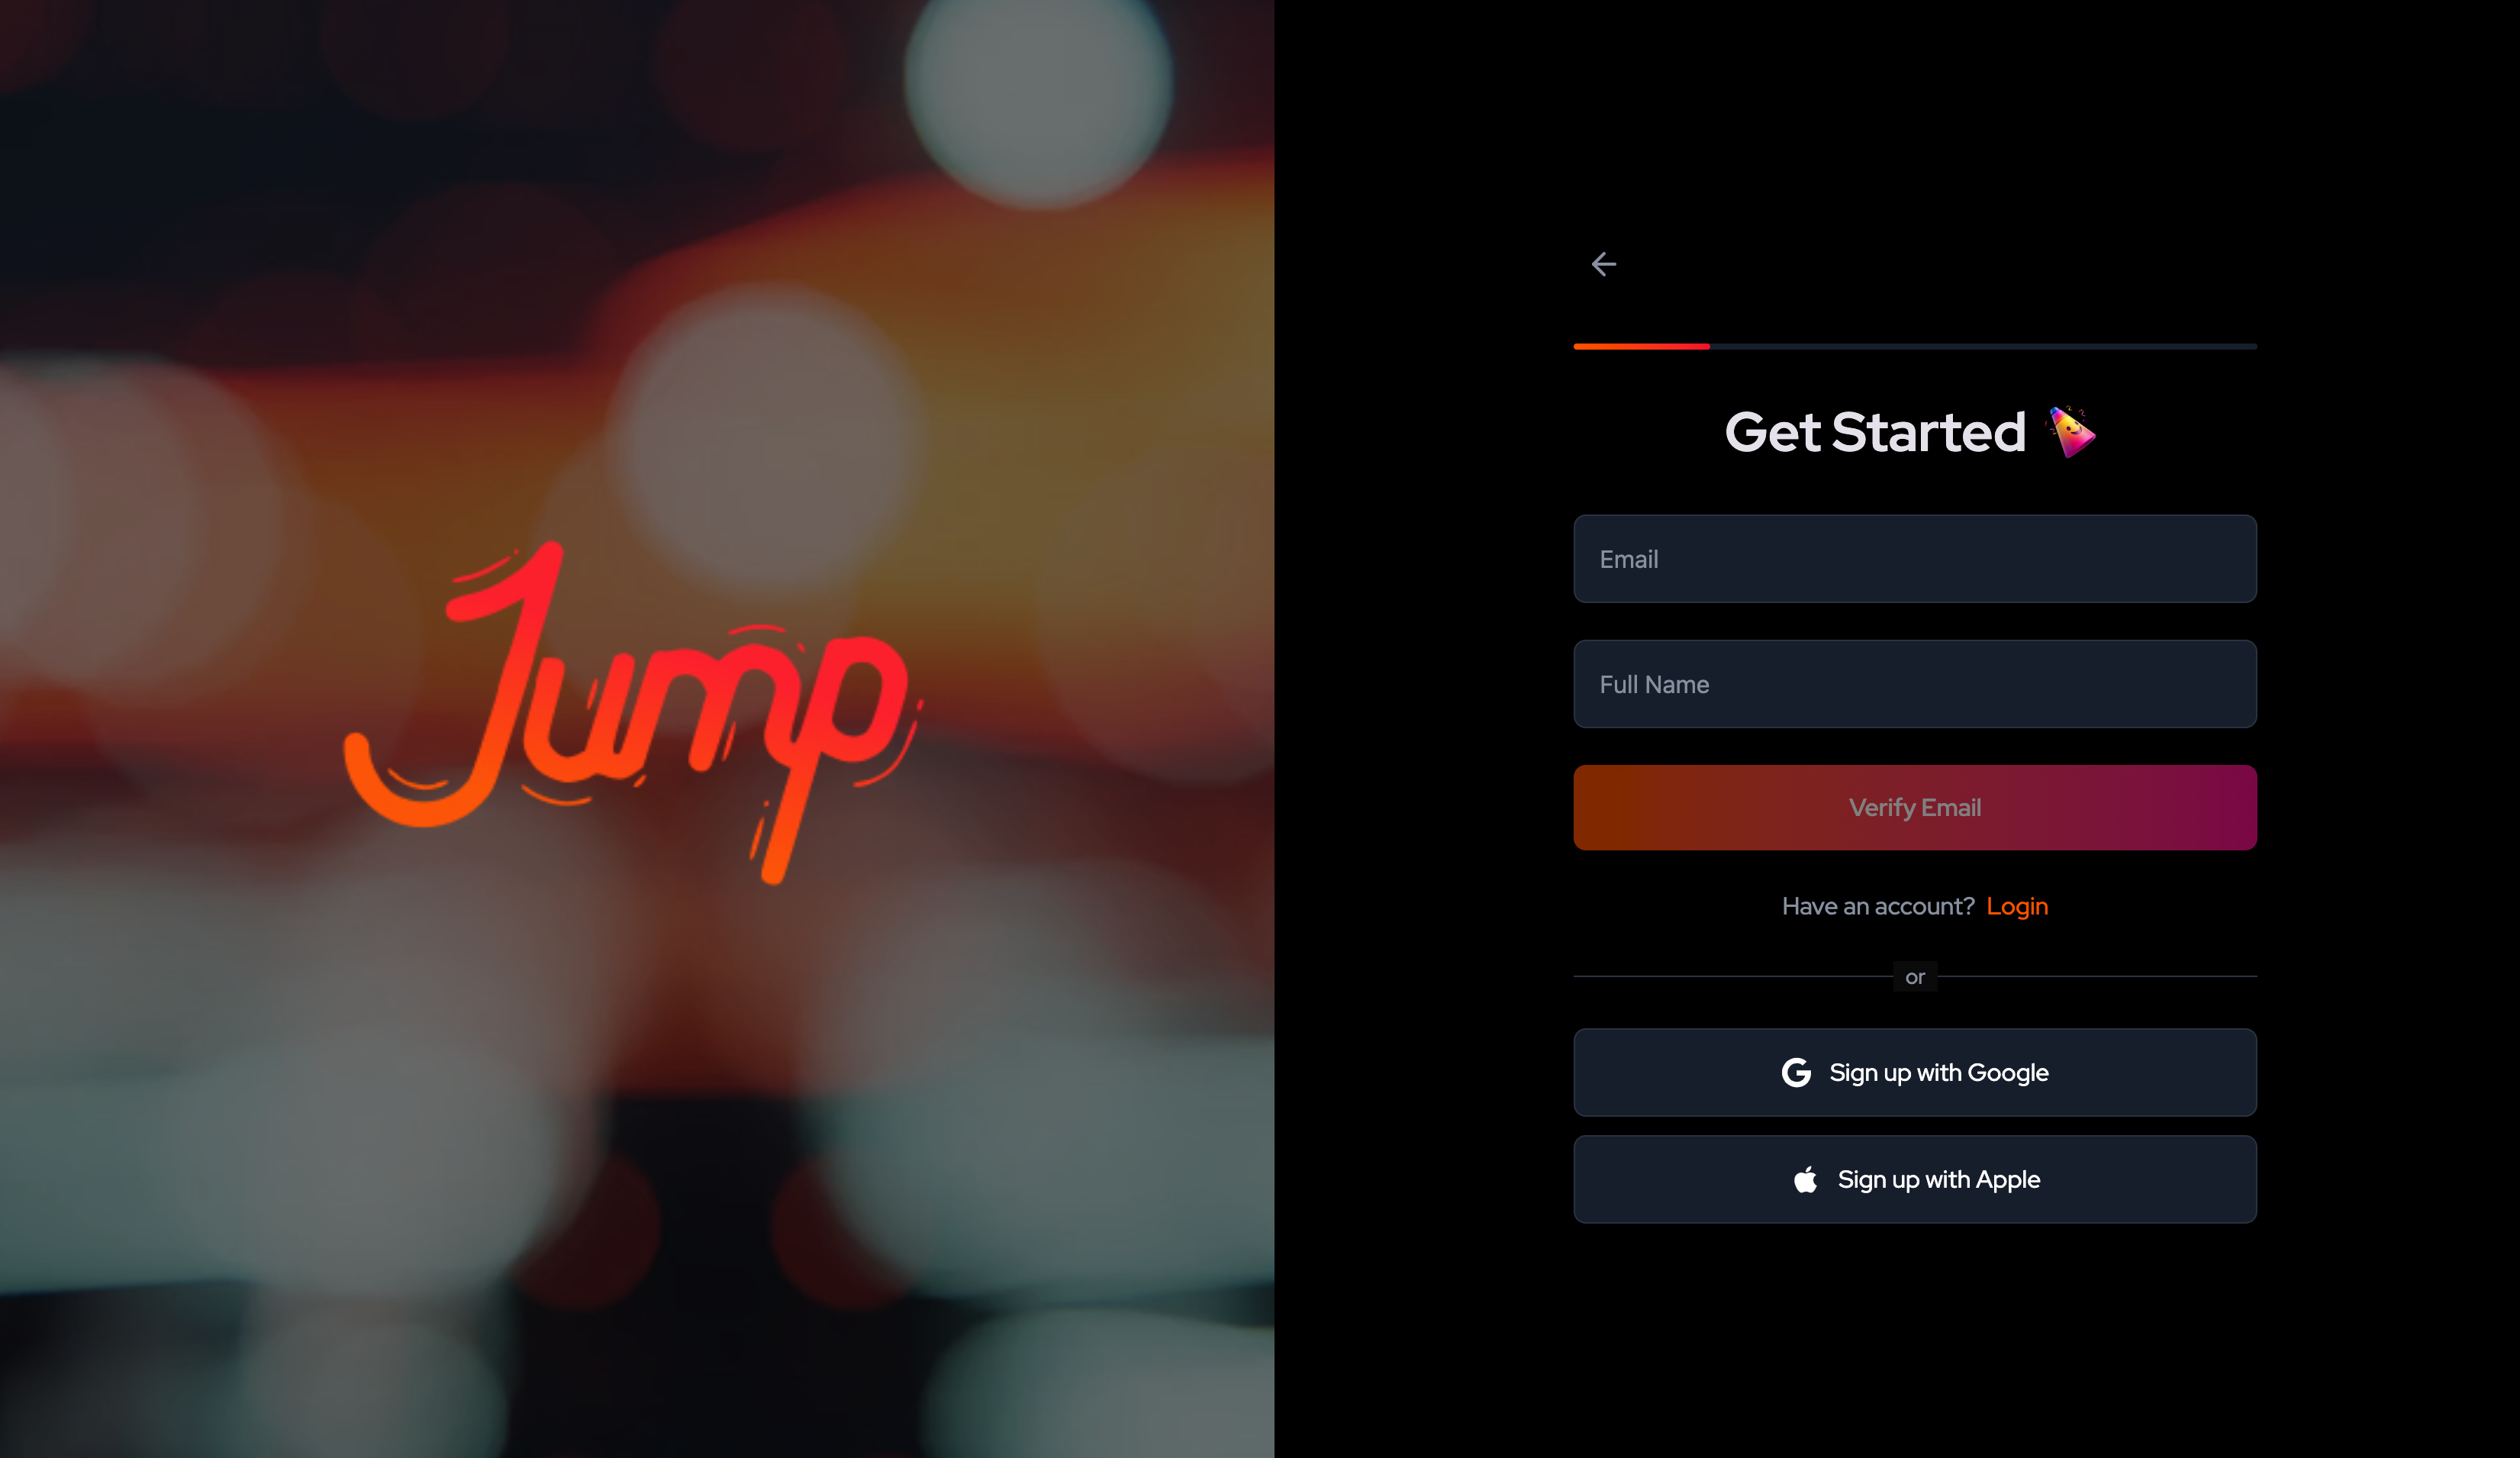 Jump
Get Started
Email
Full Name
Verify Email
Have an account? Login
or
Sign up with Google
Sign up with Apple